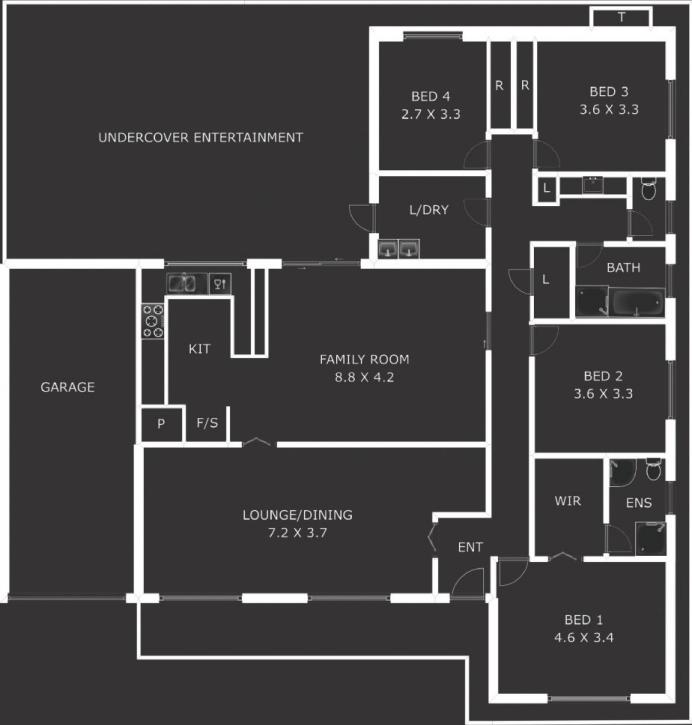 T
BED 4
2.7 X 3.3
R
R
BED 3
3.6 X 3.3
UNDERCOVER ENTERTAINMENT
L
L/DRY
BATH
L
KIT
FAMILY ROOM
8.8 X 4.2
GARAGE
BED 2
3.6 X 3.3
P
F/S
LOUNGE/DINING
7.2 X 3.7
WIR
ENS
ENT
BED 1
4.6 X 3.4